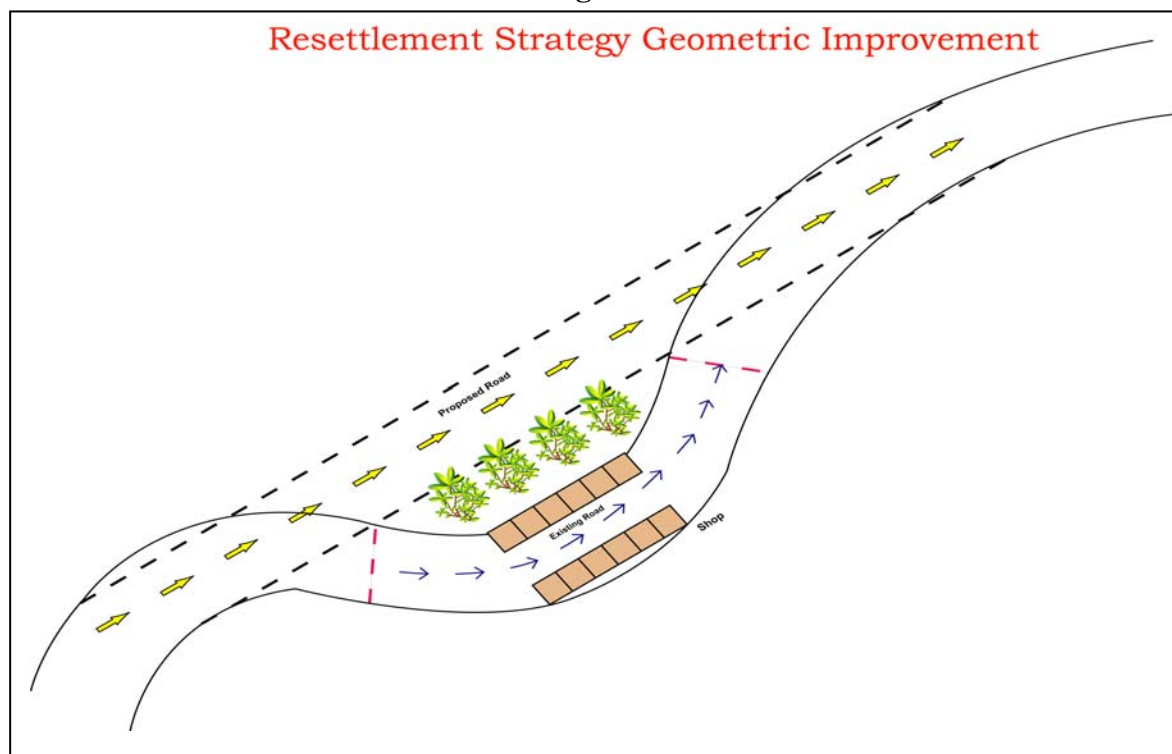 Resettlement Strategy Geometric Improvement
Proposed Road
Existing Road
Shop